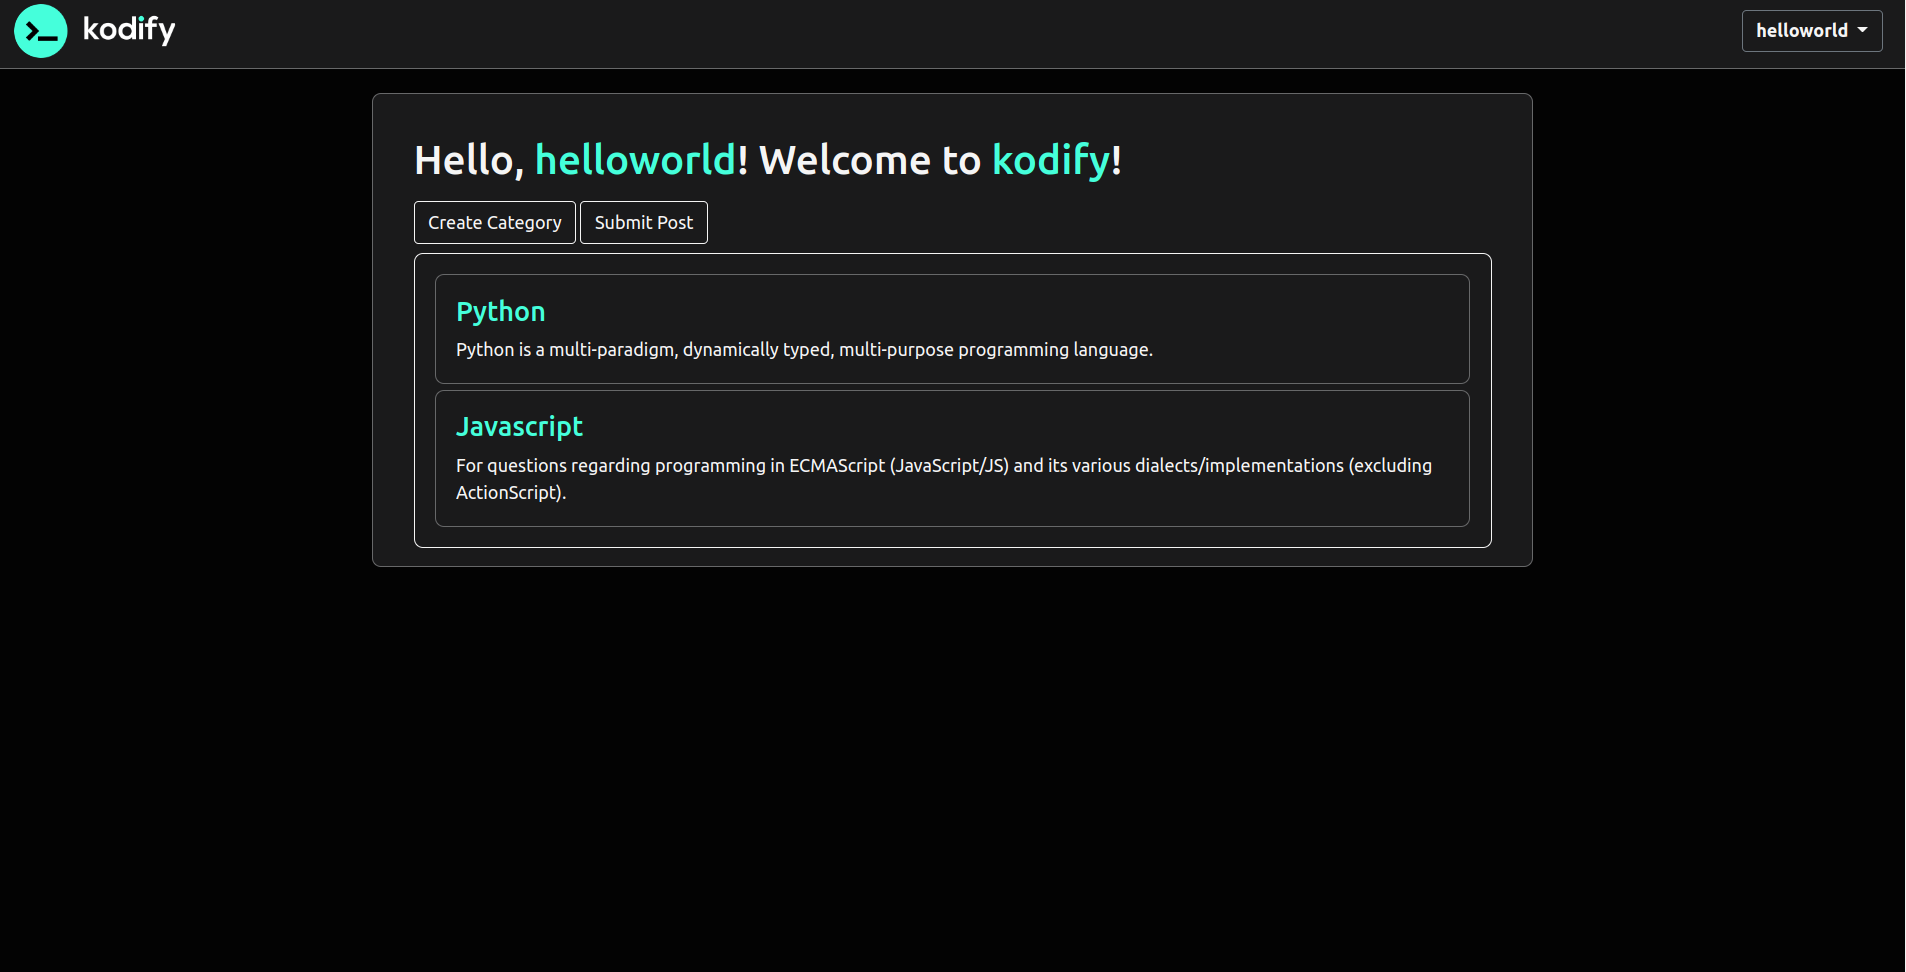 kodify
helloworld
Hello, helloworld! Welcome to kodify!
Create Category
Submit Post
Python
Python is a multi-paradigm, dynamically typed, multi-purpose programming language.
Javascript
For questions regarding programming in ECMAScript (JavaScript/JS) and its various dialects/implementations (excluding
ActionScript).